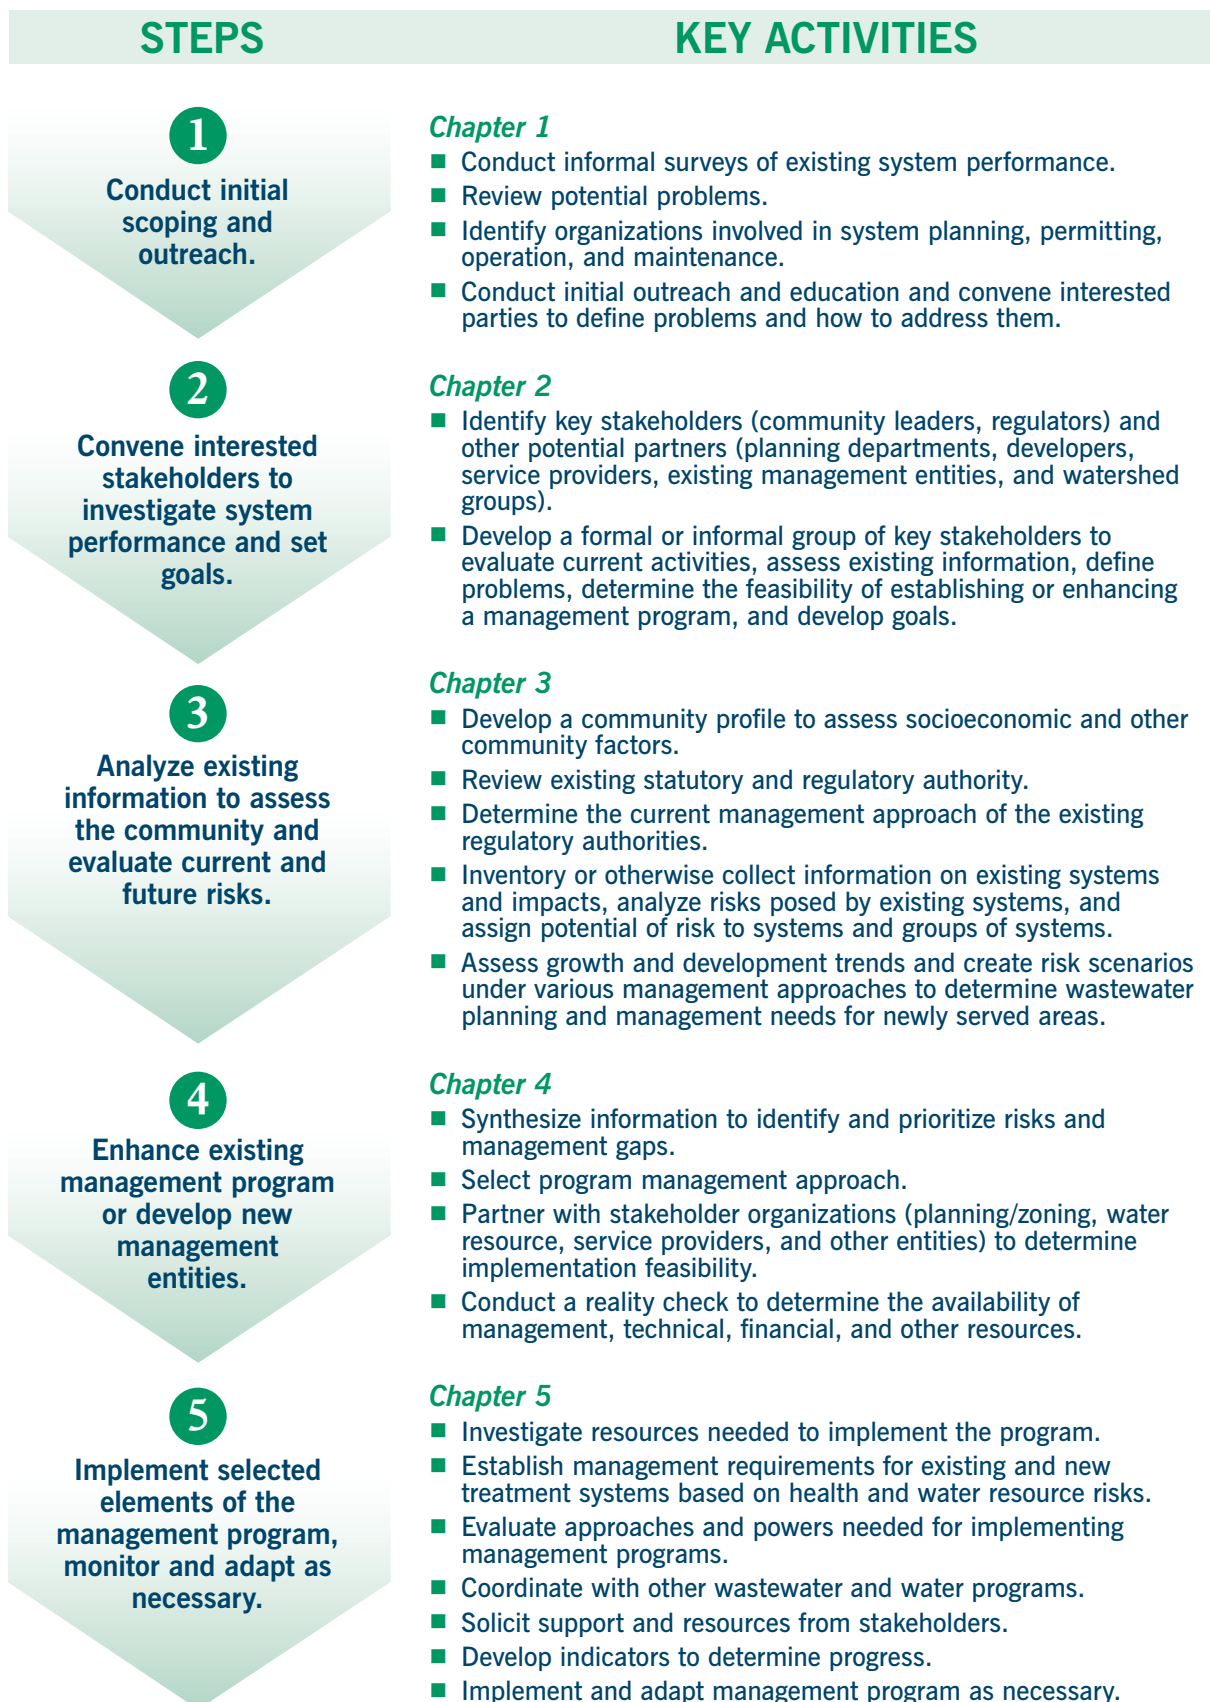 STEPS
KEY ACTIVITIES
1
Conduct initial
scoping and
outreach.
Chapter 1
■ Conduct informal surveys of existing system performance.
■ Review potential problems.
■ Identify organizations involved in system planning, permitting,
operation, and maintenance.
■ Conduct initial outreach and education and convene interested
parties to define problems and how to address them.
2
Convene interested
stakeholders to
investigate system
performance and set
goals.
Chapter 2
■ Identify key stakeholders (community leaders, regulators) and
other potential partners (planning departments, developers,
service providers, existing management entities, and watershed
groups).
■ Develop a formal or informal group of key stakeholders to
evaluate current activities, assess existing information, define
problems, determine the feasibility of establishing or enhancing
a management program, and develop goals.
3
Analyze existing
information to assess
the community and
evaluate current and
future risks.
Chapter 3
■ Develop a community profile to assess socioeconomic and other
community factors.
■ Review existing statutory and regulatory authority.
■ Determine the current management approach of the existing
regulatory authorities.
■ Inventory or otherwise collect information on existing systems
and impacts, analyze risks posed by existing systems, and
assign potential of risk to systems and groups of systems.
■ Assess growth and development trends and create risk scenarios
under various management approaches to determine wastewater
planning and management needs for newly served areas.
4
Enhance existing
management program
or develop new
management
entities.
Chapter 4
■ Synthesize information to identify and prioritize risks and
management gaps.
■ Select program management approach.
■ Partner with stakeholder organizations (planning/zoning, water
resource, service providers, and other entities) to determine
implementation feasibility.
■ Conduct a reality check to determine the availability of
management, technical, financial, and other resources.
5
Implement selected
elements of the
management program,
monitor and adapt as
necessary.
Chapter 5
■ Investigate resources needed to implement the program.
■ Establish management requirements for existing and new
treatment systems based on health and water resource risks.
■ Evaluate approaches and powers needed for implementing
management programs.
■ Coordinate with other wastewater and water programs.
■ Solicit support and resources from stakeholders.
■ Develop indicators to determine progress.
■ Implement and adapt management program as necessary.